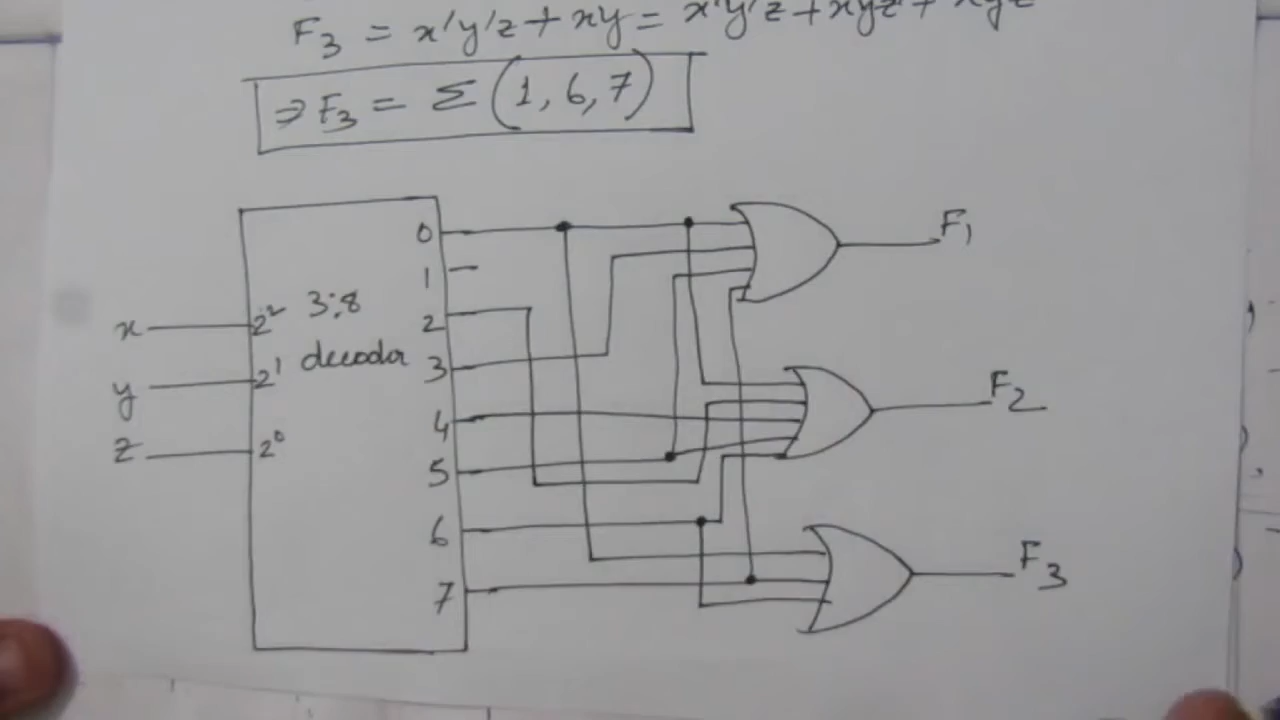 F3 = x'y'z + xy = x'y'z + xyz' + xyz
⇒ F3 = Σ (1, 6, 7)
0
F1
1
2² 3:8
x
2
2¹ decoder
3
y
F2
4
z
2⁰
5
6
F3
7